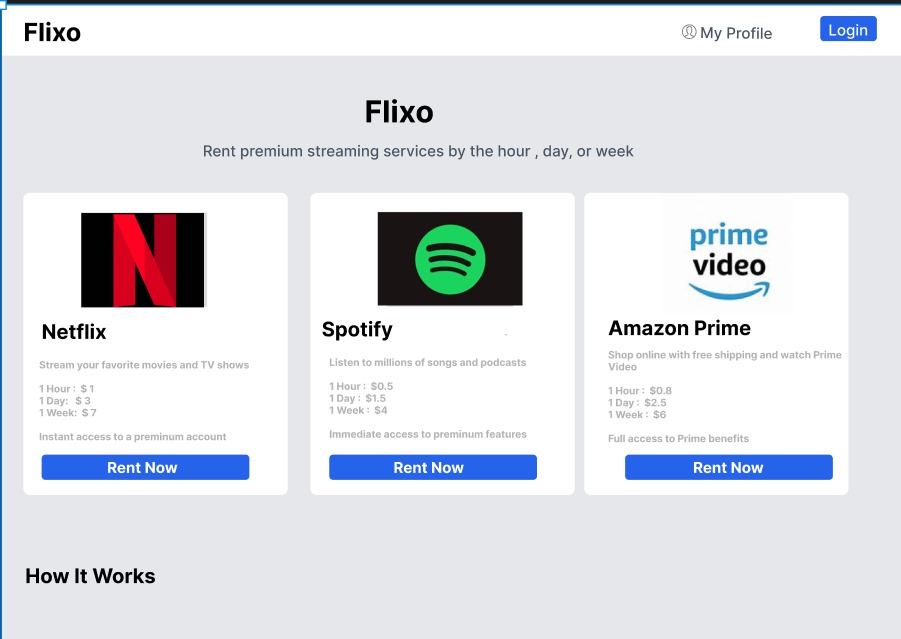 Flixo
My Profile
Login
Flixo
Rent premium streaming services by the hour , day, or week
N
Netflix
Stream your favorite movies and TV shows
1 Hour : $ 1
1 Day: $ 3
1 Week: $ 7
Instant access to a preminum account
Rent Now
Spotify
Listen to millions of songs and podcasts
1 Hour : $0.5
1 Day : $1.5
1 Week : $4
Immediate access to preminum features
Rent Now
prime
video
Amazon Prime
Shop online with free shipping and watch Prime
Video
1 Hour : $0.8
1 Day : $2.5
1 Week : $6
Full access to Prime benefits
Rent Now
How It Works